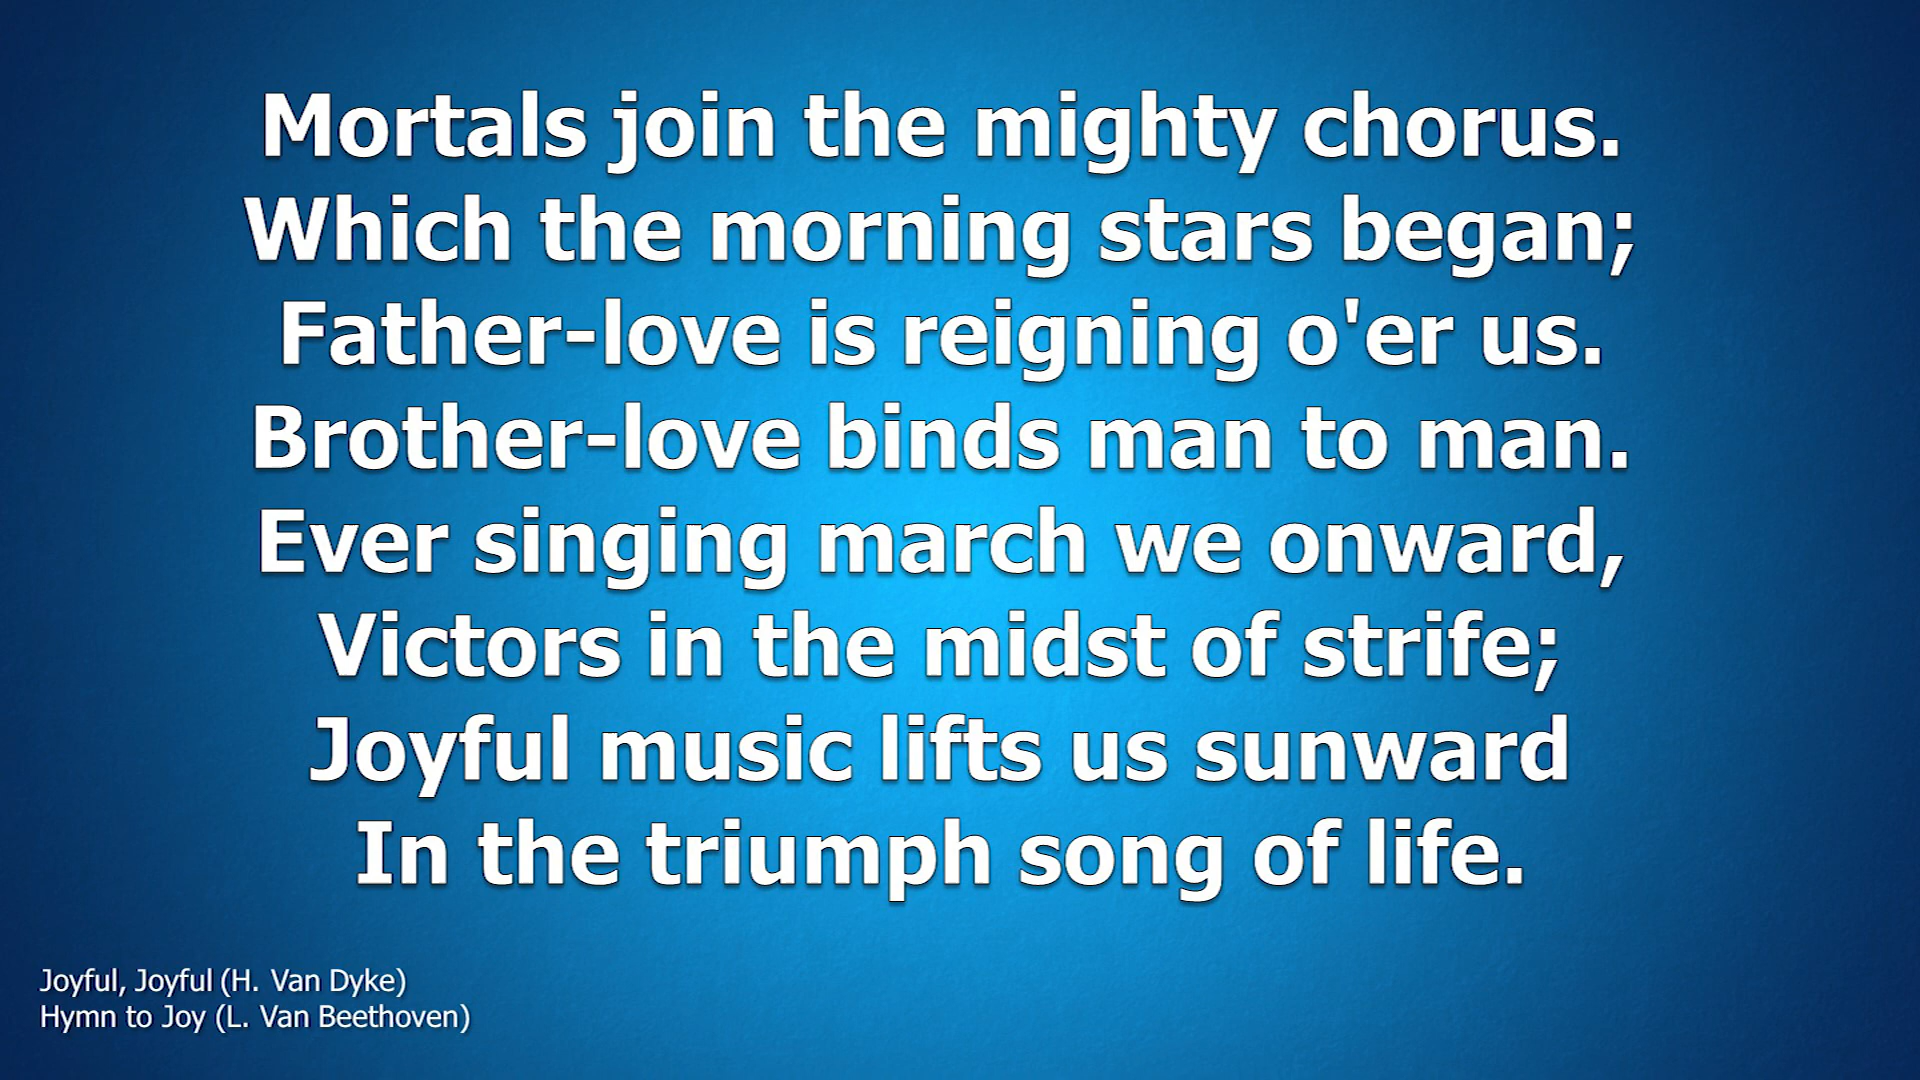 Mortals join the mighty chorus.
Which the morning stars began;
Father-love is reigning o'er us.
Brother-love binds man to man.
Ever singing march we onward,
Victors in the midst of strife;
Joyful music lifts us sunward
In the triumph song of life.
Joyful, Joyful (H. Van Dyke)
Hymn to Joy (L. Van Beethoven)